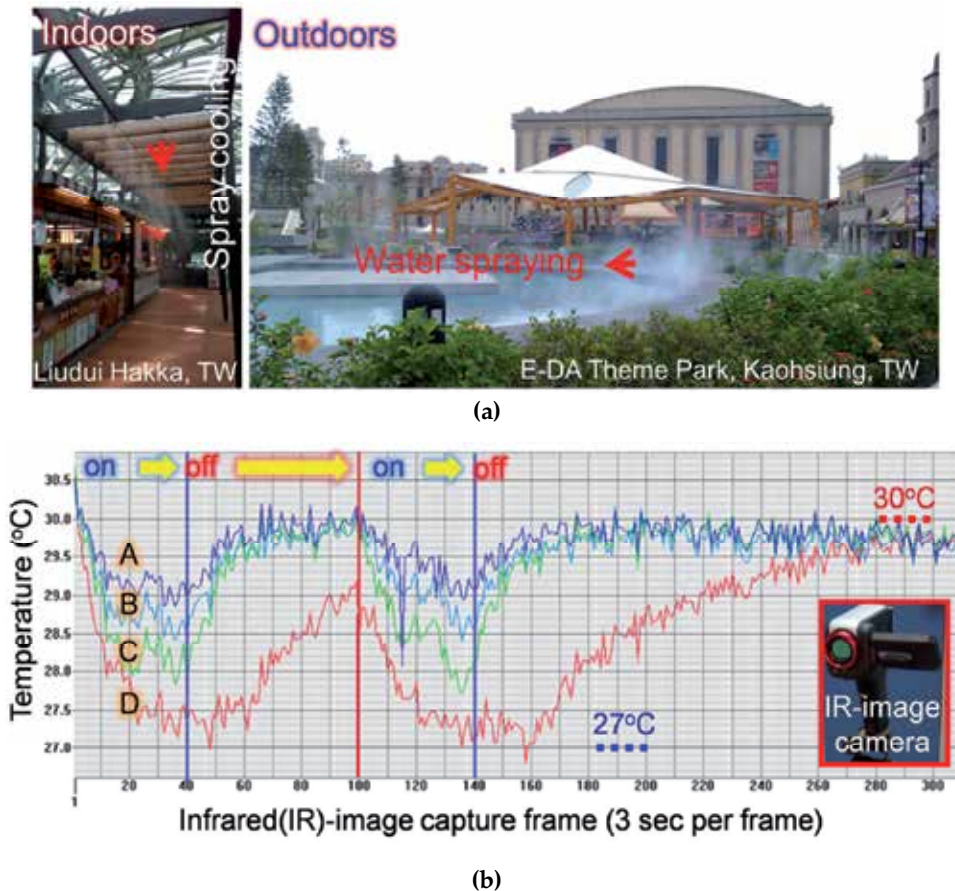 Indoors
Spray cooling
Liudui Hakka, TW
Outdoors
Water spraying
E-DA Theme Park, Kaohsiung, TW
(a)
on off on off
30.5
30.0
29.5
29.0
28.5
28.0
27.5
27.0
Temperature (°C)
A
B
C
D
30°C
27°C
IR-image
camera
1 20 40 60 80 100 120 140 160 180 200 220 240 260 280 300
Infrared(IR)-image capture frame (3 sec per frame)
(b)